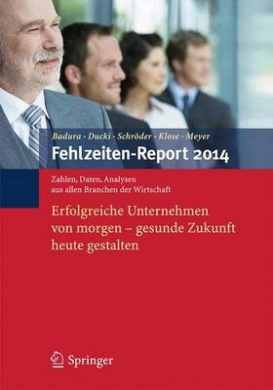 Badura · Ducki · Schröder · Klose · Meyer
Fehlzeiten-Report 2014
Zahlen, Daten, Analysen
aus allen Branchen der Wirtschaft
Erfolgreiche Unternehmen
von morgen – gesunde Zukunft
heute gestalten
Springer